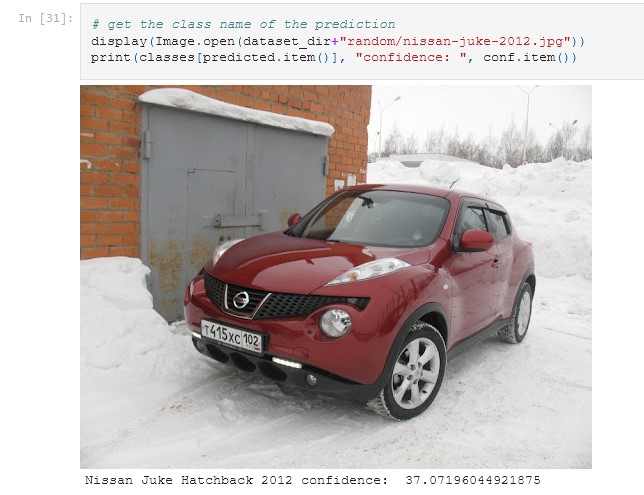 In [31]:
# get the class name of the prediction
display(Image.open(dataset_dir+"random/nissan-juke-2012.jpg"))
print(classes[predicted.item()], "confidence: ", conf.item())
Т415ХС 102
Nissan Juke Hatchback 2012 confidence:  37.07196044921875